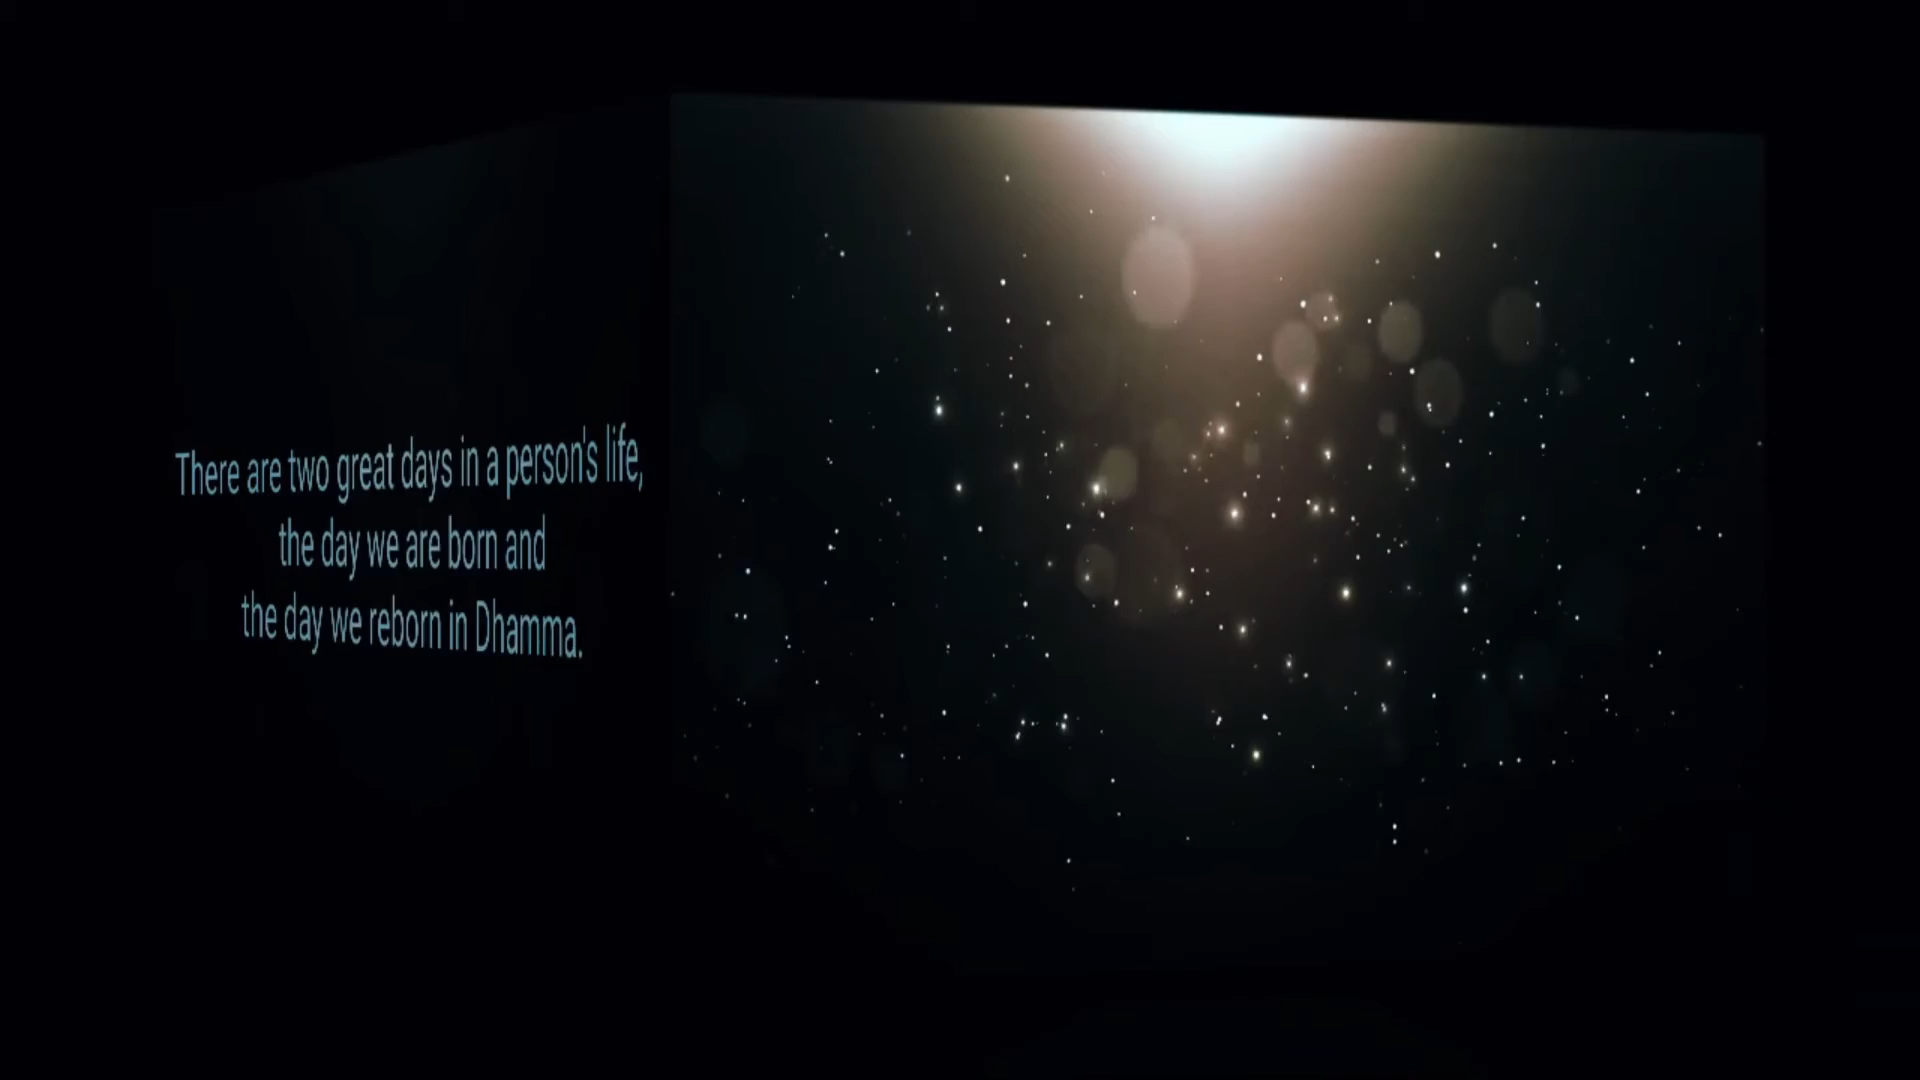 There are two great days in a person's life,
the day we are born and
the day we reborn in Dhamma.